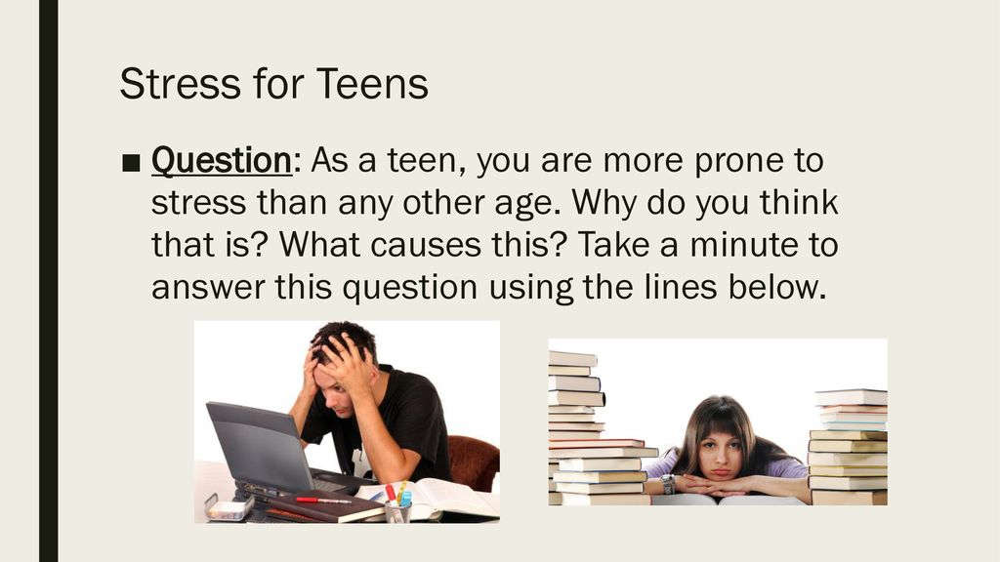 Stress for Teens
■ Question: As a teen, you are more prone to
stress than any other age. Why do you think
that is? What causes this? Take a minute to
answer this question using the lines below.